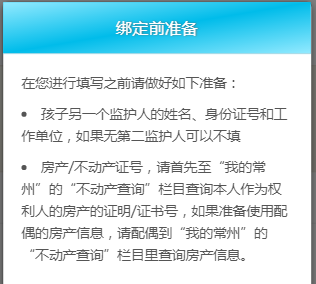 绑定前准备
在您进行填写之前请做好如下准备：
• 孩子另一个监护人的姓名、身份证号和工
作单位，如果无第二监护人可以不填
• 房产/不动产证号，请首先至“我的常
州”的“不动产查询”栏目查询本人作为权
利人的房产的证明/证书号，如果准备使用配
偶的房产信息，请配偶到“我的常州”的
“不动产查询”栏目里查询房产信息。